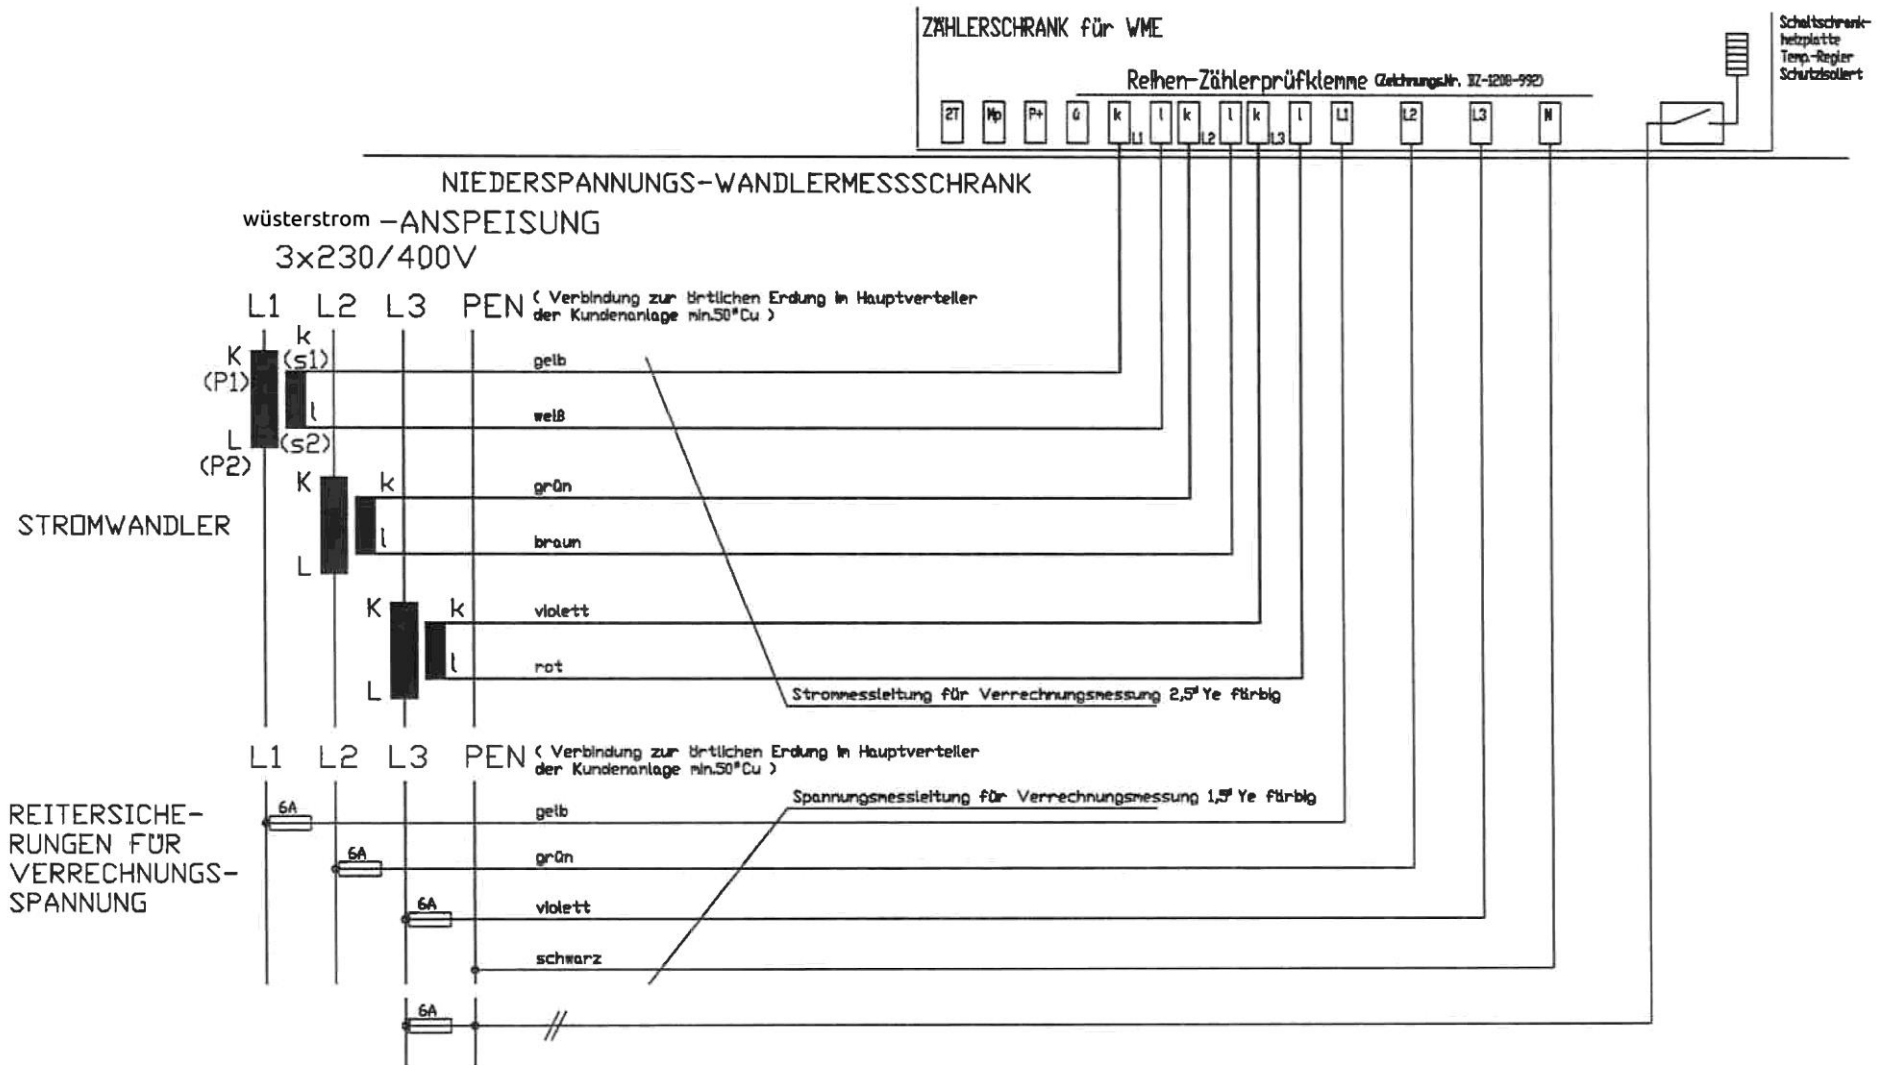 ZÄHLERSCHRANK für WME
Schaltschrank-
heizplatte
Temp.-Regler
Schutzisoliert
Reihen-Zählerprüfklemme (Zeichnungs.Nr. -1208-992)
2T Mp P+ Q k L1 l k L2 l k L3 l L1 L2 L3 N
NIEDERSPANNUNGS-WANDLERMESSSCHRANK
wüsterstrom -ANSPEISUNG
3x230/400V
L1 L2 L3 PEN ( Verbindung zur örtlichen Erdung im Hauptverteiler
der Kundenanlage min.50²Cu )
K k
(P1) (s1)
gelb
l
weiß
L (s2)
(P2)
K k
grün
STROMWANDLER
l
braun
L
K k
violett
l
rot
L
Strommessleitung für Verrechnungsmessung 2,5² Ye färbig
L1 L2 L3 PEN ( Verbindung zur örtlichen Erdung im Hauptverteiler
der Kundenanlage min.50²Cu )
Spannungsmessleitung für Verrechnungsmessung 1,5² Ye färbig
REITERSICHE-
RUNGEN FÜR
VERRECHNUNGS-
SPANNUNG
6A gelb
6A grün
6A violett
schwarz
6A